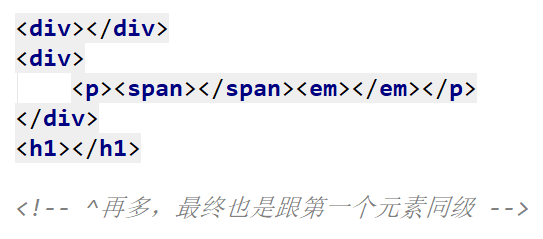 <div></div>
<div>
    <p><span></span><em></em></p>
</div>
<h1></h1>
<!-- ^再多，最终也是跟第一个元素同级 -->